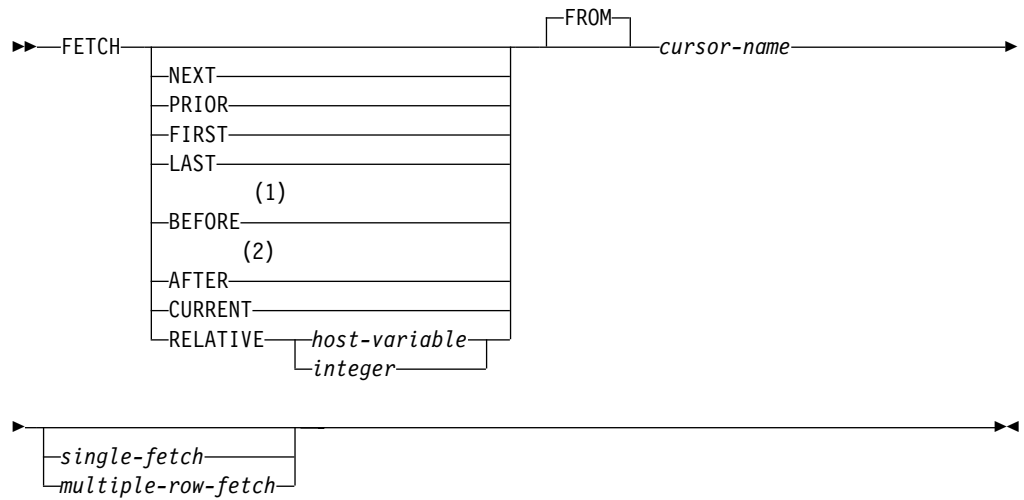 FROM
FETCH cursor-name
NEXT
PRIOR
FIRST
LAST
(1)
BEFORE
(2)
AFTER
CURRENT
RELATIVE host-variable
integer
single-fetch
multiple-row-fetch